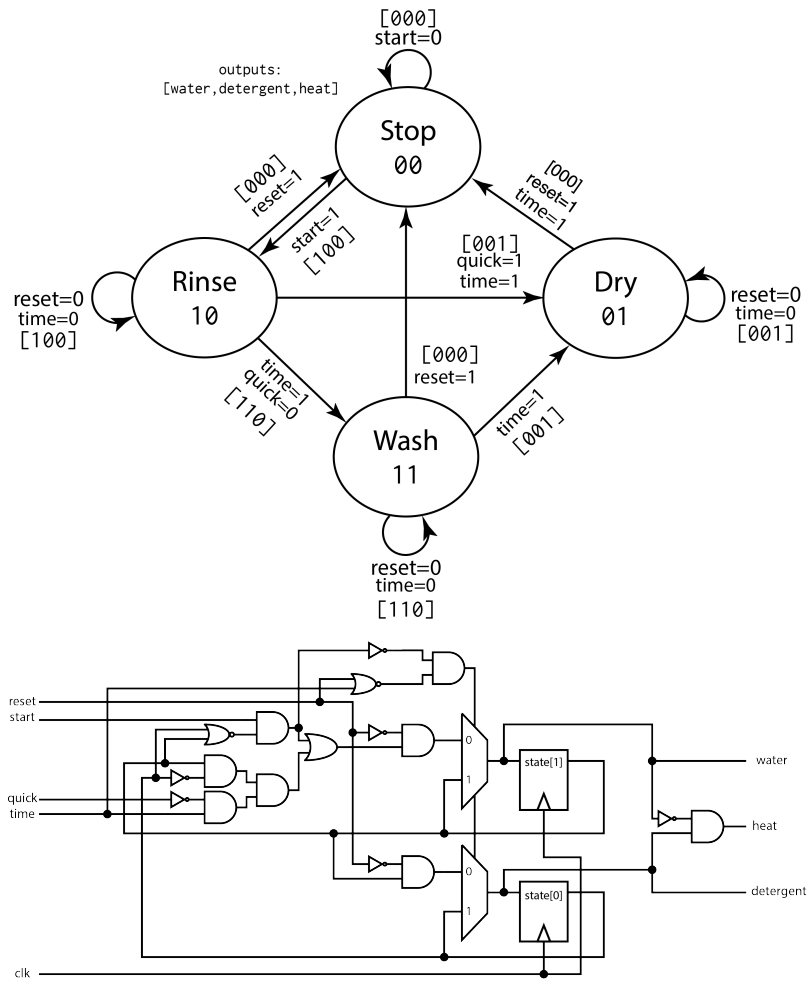 [000]
start=0
outputs:
[water,detergent,heat]
Stop
00
[000]
reset=1
start=1
[100]
[000]
reset=1
time=1
[001]
quick=1
time=1
Rinse
10
Dry
01
reset=0
time=0
[100]
reset=0
time=0
[001]
time=1
quick=0
[110]
[000]
reset=1
time=1
[001]
Wash
11
reset=0
time=0
[110]
reset
start
0
state[1]
water
1
quick
time
heat
0
state[0]
detergent
1
clk